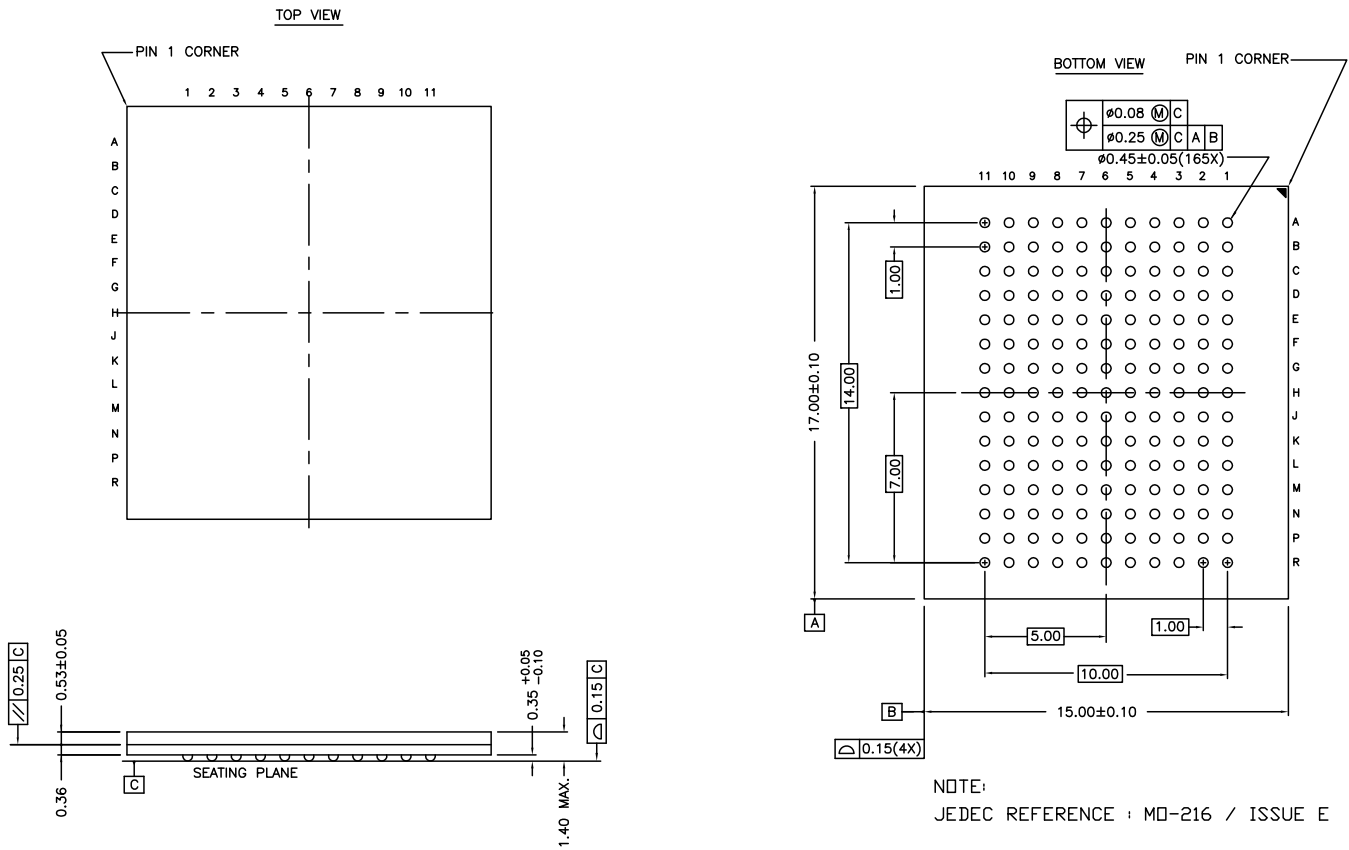 TOP VIEW
PIN 1 CORNER
1 2 3 4 5 6 7 8 9 10 11
A
B
C
D
E
F
G
H
J
K
L
M
N
P
R
BOTTOM VIEW
PIN 1 CORNER
⌀0.08 Ⓜ C
⌀0.25 Ⓜ C A B
⌀0.45±0.05(165X)
11 10 9 8 7 6 5 4 3 2 1
A
B
C
D
E
F
G
H
J
K
L
M
N
P
R
1.00
17.00±0.10
14.00
7.00
A
5.00
1.00
10.00
B
15.00±0.10
0.15(4X)
0.25 C
0.53±0.05
0.35 +0.05 -0.10
0.15 C
SEATING PLANE
C
0.36
1.40 MAX.
NOTE:
JEDEC REFERENCE : MO-216 / ISSUE E